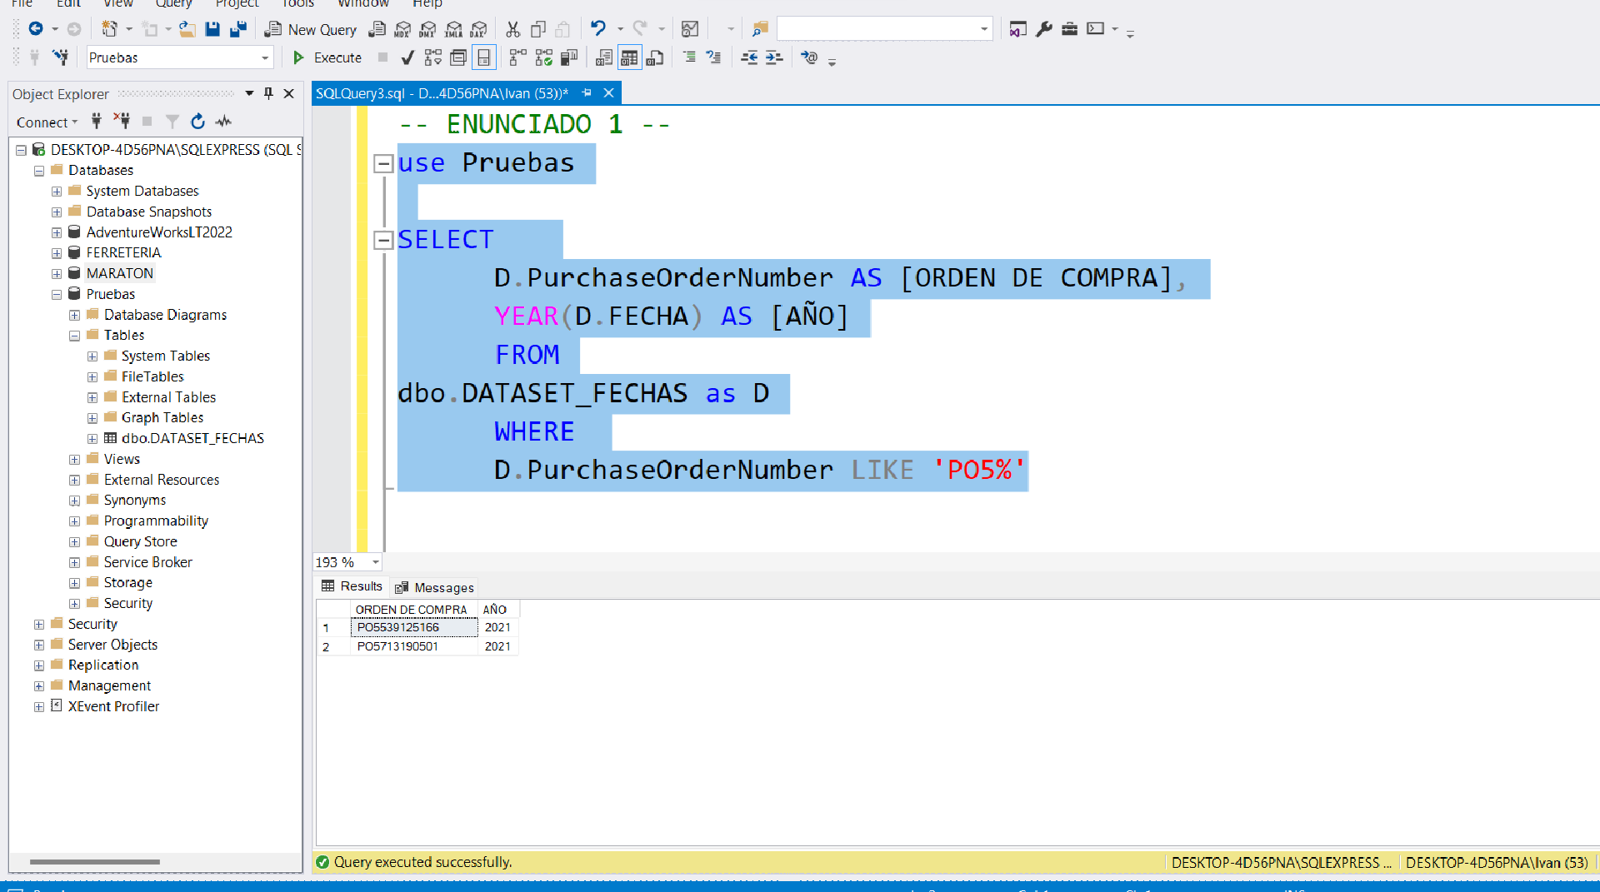 File Edit View Query Project Tools Window Help
New Query
Pruebas Execute
Object Explorer
SQLQuery3.sql - D...4D56PNA\Ivan (53))*
Connect
DESKTOP-4D56PNA\SQLEXPRESS (SQL S
Databases
System Databases
Database Snapshots
AdventureWorksLT2022
FERRETERIA
MARATON
Pruebas
Database Diagrams
Tables
System Tables
FileTables
External Tables
Graph Tables
dbo.DATASET_FECHAS
Views
External Resources
Synonyms
Programmability
Query Store
Service Broker
Storage
Security
Security
Server Objects
Replication
Management
XEvent Profiler
-- ENUNCIADO 1 --
use Pruebas
SELECT
D.PurchaseOrderNumber AS [ORDEN DE COMPRA],
YEAR(D.FECHA) AS [AÑO]
FROM
dbo.DATASET_FECHAS as D
WHERE
D.PurchaseOrderNumber LIKE 'PO5%'
193 %
Results Messages
ORDEN DE COMPRA AÑO
1 PO5539125166 2021
2 PO5713190501 2021
Query executed successfully.
DESKTOP-4D56PNA\SQLEXPRESS ... DESKTOP-4D56PNA\Ivan (53)